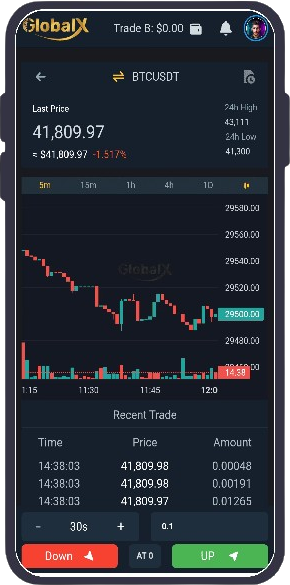 GlobalX
Trade B: $0.00
BTCUSDT
Last Price
24h High
43,111
41,809.97
24h Low
≈ $41,809.97 -1.517%
41,300
5m 15m 1h 4h 1D
29580.00
29560.00
29540.00
GlobalX
29520.00
29500.00
29480.00
14:38
1:15 11:30 11:45 12:0
Recent Trade
Time Price Amount
14:38:03 41,809.98 0.00048
14:38:03 41,809.98 0.00191
14:38:03 41,809.97 0.01265
- 30s + 0.1
Down AT 0 UP